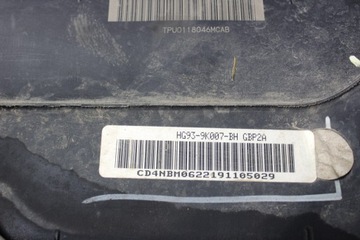 TPU0118046MCAB
HG93-9K007-BH GBP2A
CD4NBM0622191105029